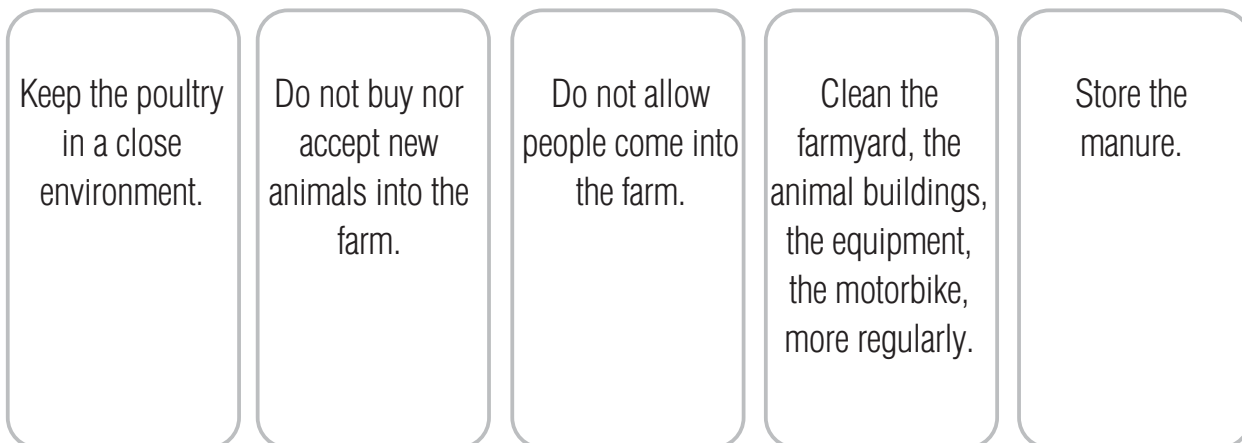 Keep the poultry
in a close
environment.
Do not buy nor
accept new
animals into the
farm.
Do not allow
people come into
the farm.
Clean the
farmyard, the
animal buildings,
the equipment,
the motorbike,
more regularly.
Store the
manure.